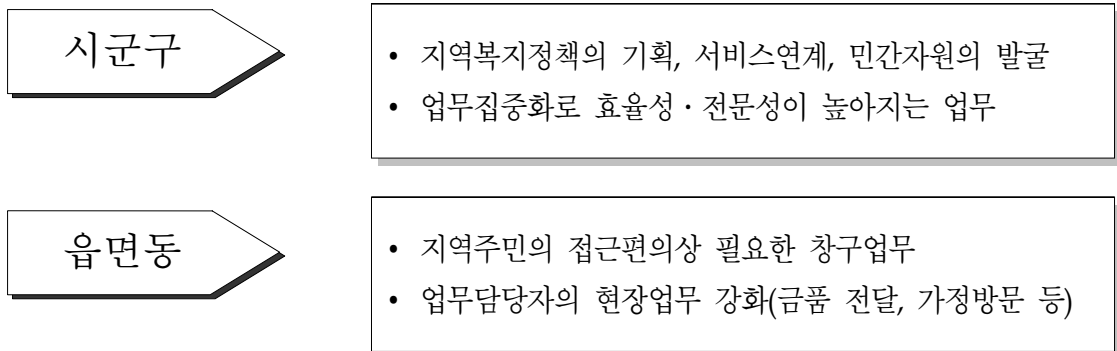 시군구
• 지역복지정책의 기획, 서비스연계, 민간자원의 발굴
• 업무집중화로 효율성·전문성이 높아지는 업무
읍면동
• 지역주민의 접근편의상 필요한 창구업무
• 업무담당자의 현장업무 강화(금품 전달, 가정방문 등)